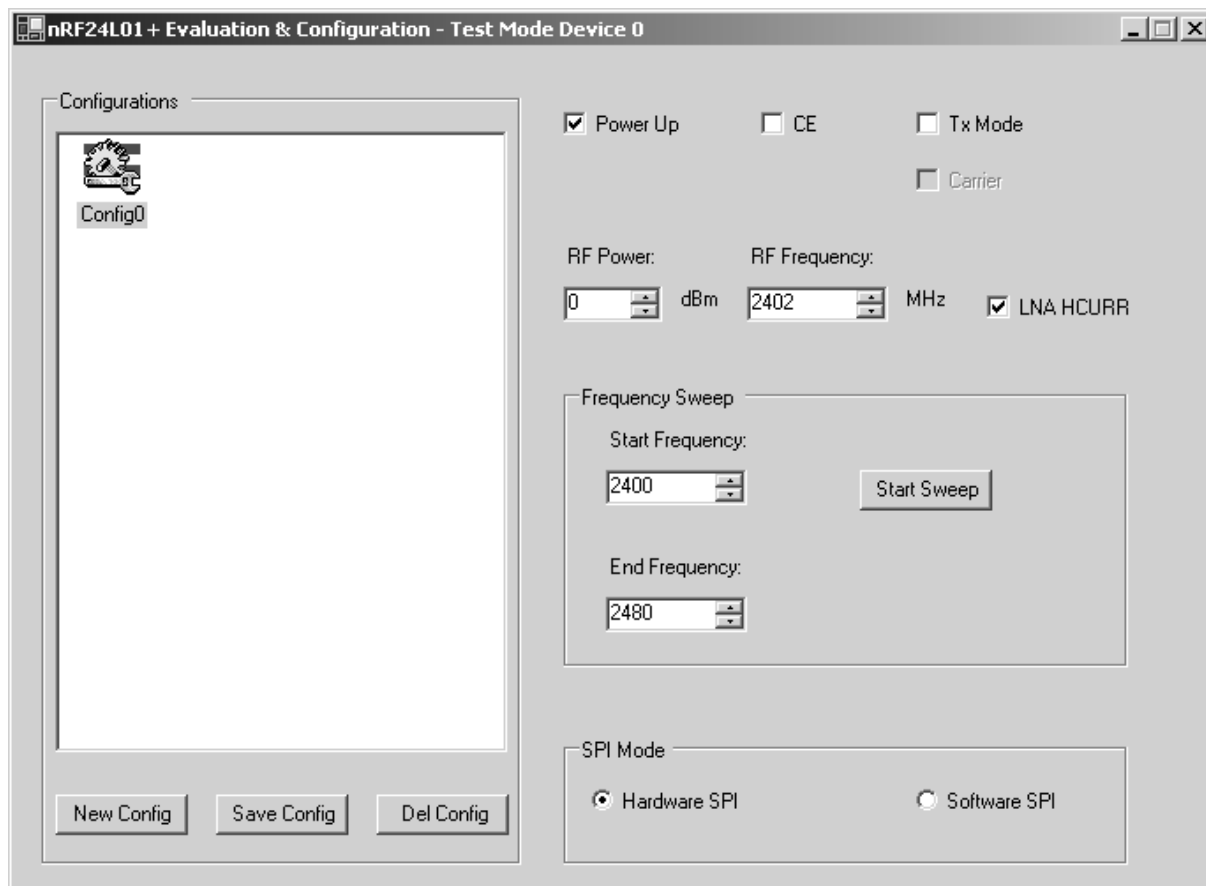 nRF24L01+ Evaluation & Configuration - Test Mode Device 0
Configurations
Config0
New Config
Save Config
Del Config
Power Up
CE
Tx Mode
Carrier
RF Power:
RF Frequency:
0
dBm
2402
MHz
LNA HCURR
Frequency Sweep
Start Frequency:
2400
Start Sweep
End Frequency:
2480
SPI Mode
Hardware SPI
Software SPI